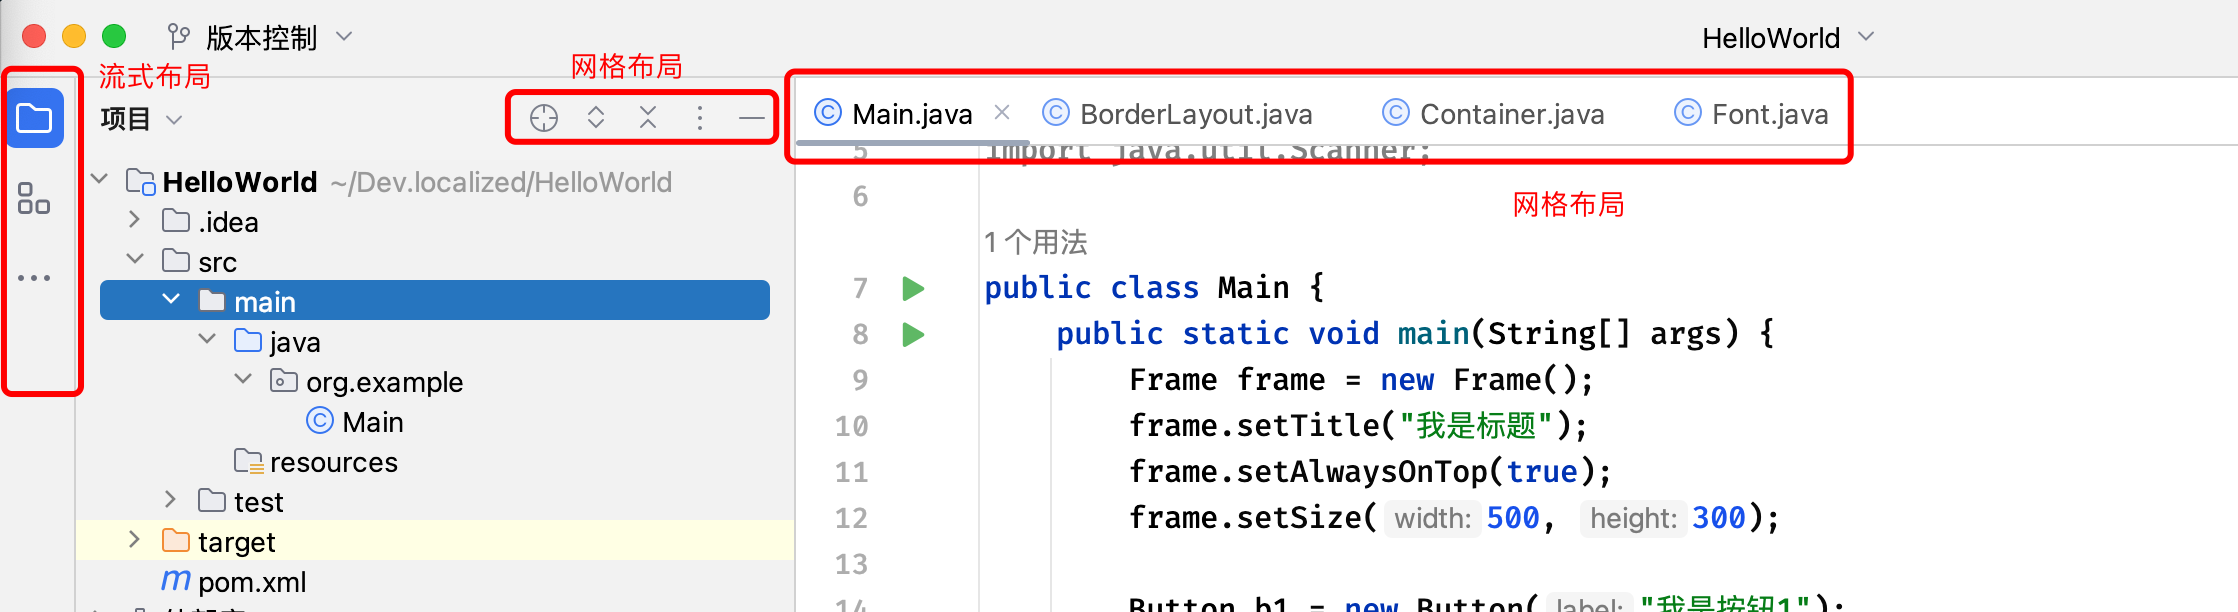 版本控制
HelloWorld
流式布局
网格布局
项目
Main.java
BorderLayout.java
Container.java
Font.java
HelloWorld ~/Dev.localized/HelloWorld
.idea
src
main
java
org.example
Main
resources
test
target
pom.xml
5 import java.util.Scanner;
6
网格布局
1 个用法
7 public class Main {
8 public static void main(String[] args) {
9 Frame frame = new Frame();
10 frame.setTitle("我是标题");
11 frame.setAlwaysOnTop(true);
12 frame.setSize( width: 500, height: 300);
13
14 Button b1 = new Button( label: "我是按钮1");